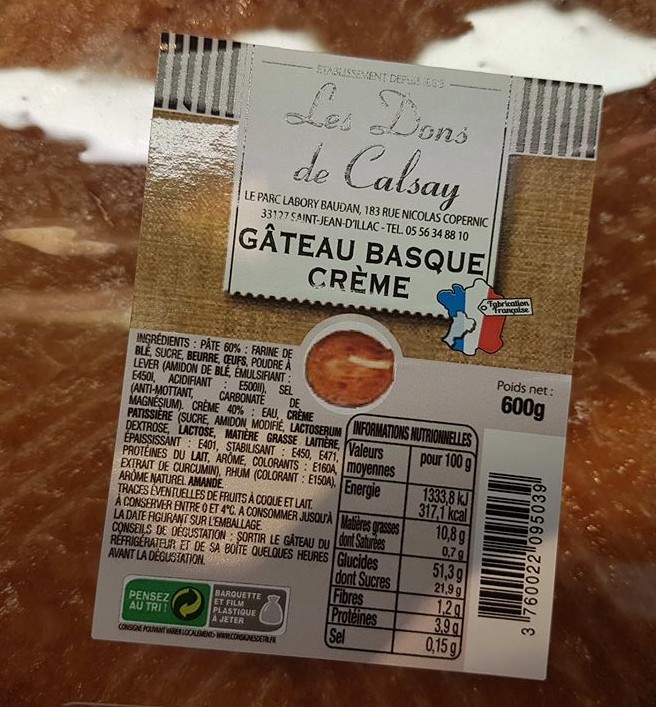 ÉTABLISSEMENT DEPUIS
Les Dons
de Calsay
LE PARC LABORY BAUDAN, 183 RUE NICOLAS COPERNIC
33127 SAINT-JEAN-D'ILLAC - TEL. 05 56 34 88 10
GÂTEAU BASQUE
CRÈME
Fabrication
Française
INGRÉDIENTS : PÂTE 60% : FARINE DE
BLÉ, SUCRE, BEURRE, ŒUFS, POUDRE À
LEVER (AMIDON DE BLÉ, ÉMULSIFIANT :
E450I, ACIDIFIANT : E500II), SEL
(ANTI-MOTTANT, CARBONATE DE
MAGNÉSIUM). CRÈME 40% : EAU, CRÈME
PATISSIÈRE (SUCRE, AMIDON MODIFIÉ, LACTOSERUM
DEXTROSE, LACTOSE, MATIÈRE GRASSE LAITIÈRE,
ÉPAISSISSANT : E401, STABILISANT : E450, E471,
PROTÉINES DU LAIT, ARÔME, COLORANTS : E160A,
EXTRAIT DE CURCUMIN), RHUM (COLORANT : E150A),
ARÔME NATUREL AMANDE.
TRACES ÉVENTUELLES DE FRUITS À COQUE ET LAIT.
À CONSERVER ENTRE 0 ET 4°C. A CONSOMMER JUSQU'À
LA DATE FIGURANT SUR L'EMBALLAGE.
CONSEILS DE DÉGUSTATION : SORTIR LE GÂTEAU DU
RÉFRIGÉRATEUR ET DE SA BOÎTE QUELQUES HEURES
AVANT LA DÉGUSTATION.
Poids net :
600g
INFORMATIONS NUTRITIONNELLES
Valeurs moyennes pour 100 g
Energie 1333,8 kJ
317,1 kcal
Matières grasses 10,8 g
dont Saturées 0,7 g
Glucides 51,3 g
dont Sucres 21,9 g
Fibres 1,2 g
Protéines 3,9 g
Sel 0,15 g
3 760022 095039
PENSEZ
AU TRI !
BARQUETTE
ET FILM
PLASTIQUE
À JETER
CONSIGNE POUVANT VARIER LOCALEMENT> WWW.CONSIGNESDETRI.FR